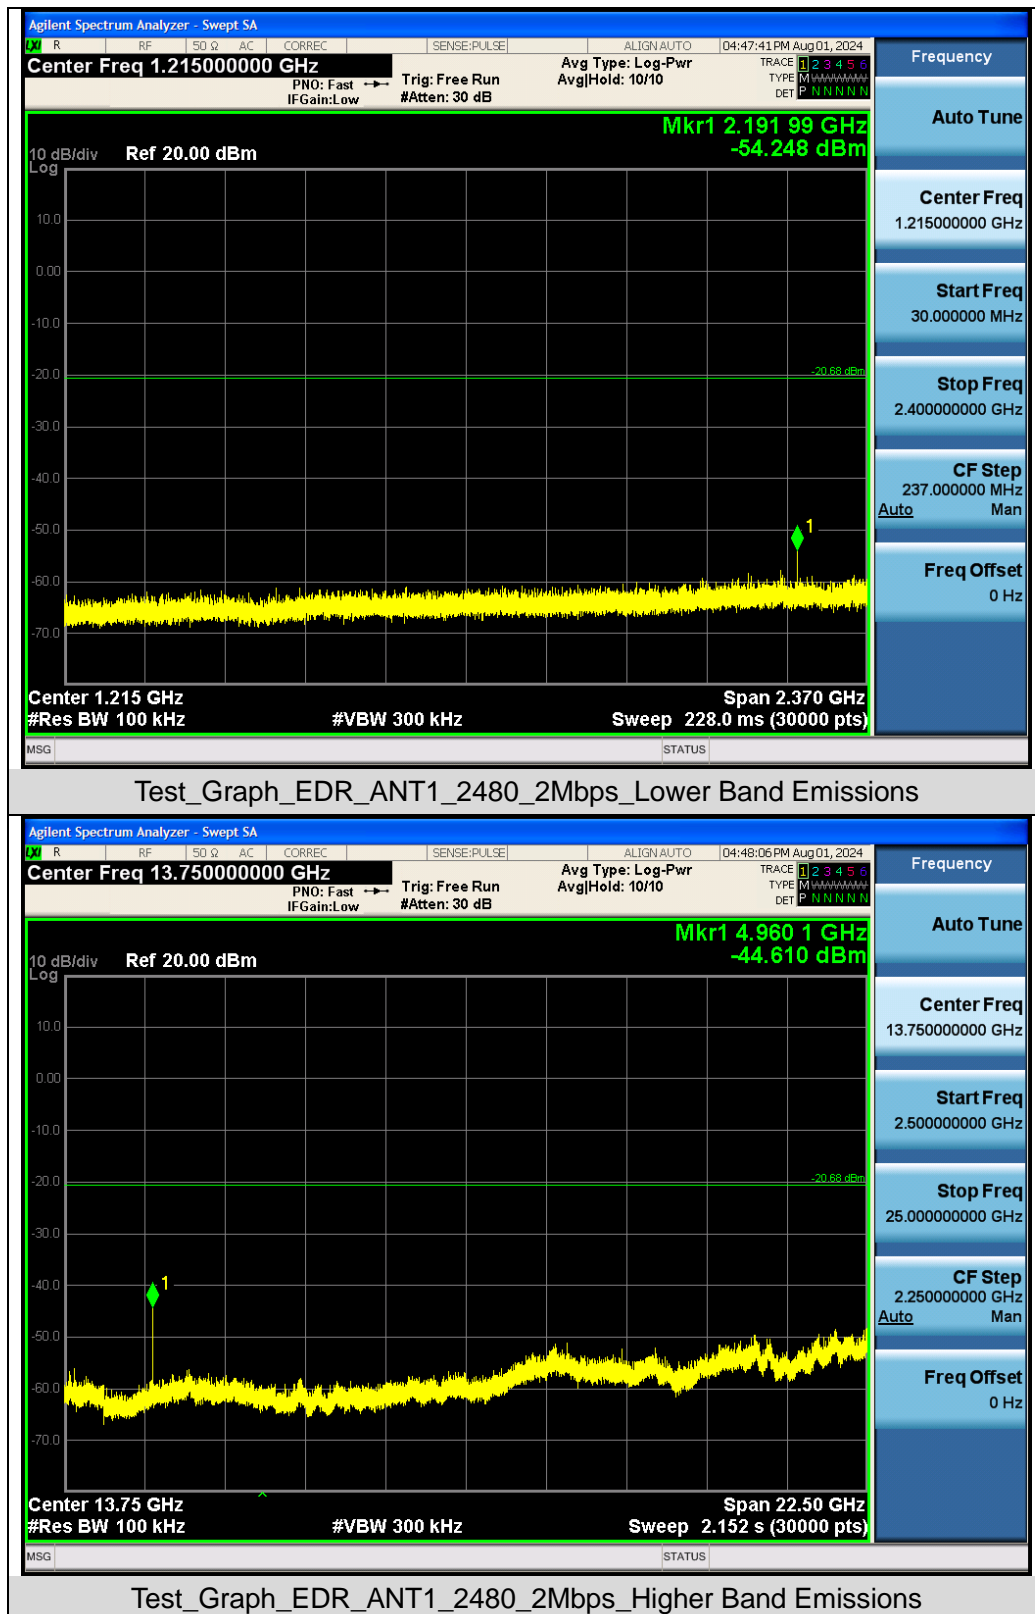 Agilent Spectrum Analyzer - Swept SA
LXI R RF 50 Ω AC CORREC SENSE:PULSE ALIGN AUTO 04:47:41 PM Aug 01, 2024
Center Freq 1.215000000 GHz
PNO: Fast Trig: Free Run Avg Type: Log-Pwr TRACE 1 2 3 4 5 6
IFGain:Low #Atten: 30 dB Avg|Hold: 10/10 TYPE M WWWWW
DET P N N N N N
Mkr1 2.191 99 GHz
-54.248 dBm
10 dB/div Ref 20.00 dBm
Log
10.0
0.00
-10.0
-20.0
-20.68 dBm
-30.0
-40.0
-50.0
1
-60.0
-70.0
Center 1.215 GHz Span 2.370 GHz
#Res BW 100 kHz #VBW 300 kHz Sweep 228.0 ms (30000 pts)
MSG STATUS
Frequency
Auto Tune
Center Freq
1.215000000 GHz
Start Freq
30.000000 MHz
Stop Freq
2.400000000 GHz
CF Step
237.000000 MHz
Auto Man
Freq Offset
0 Hz
Test_Graph_EDR_ANT1_2480_2Mbps_Lower Band Emissions
Agilent Spectrum Analyzer - Swept SA
LXI R RF 50 Ω AC CORREC SENSE:PULSE ALIGN AUTO 04:48:06 PM Aug 01, 2024
Center Freq 13.750000000 GHz
PNO: Fast Trig: Free Run Avg Type: Log-Pwr TRACE 1 2 3 4 5 6
IFGain:Low #Atten: 30 dB Avg|Hold: 10/10 TYPE M WWWWW
DET P N N N N N
Mkr1 4.960 1 GHz
-44.610 dBm
10 dB/div Ref 20.00 dBm
Log
10.0
0.00
-10.0
-20.0
-20.68 dBm
-30.0
-40.0
1
-50.0
-60.0
-70.0
Center 13.75 GHz Span 22.50 GHz
#Res BW 100 kHz #VBW 300 kHz Sweep 2.152 s (30000 pts)
MSG STATUS
Frequency
Auto Tune
Center Freq
13.750000000 GHz
Start Freq
2.500000000 GHz
Stop Freq
25.000000000 GHz
CF Step
2.250000000 GHz
Auto Man
Freq Offset
0 Hz
Test_Graph_EDR_ANT1_2480_2Mbps_Higher Band Emissions